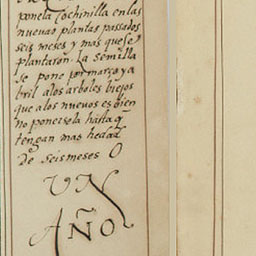 ponela Cochinilla en las
nuevas plantas passados
seis meses y mas que se
plantaron. La semilla
se pone por março y a
bril a los arboles biejos
que a los nuevos es bien
no ponersela hasta q̃
tengan mas hedad
De seis meses O
UN
AÑO